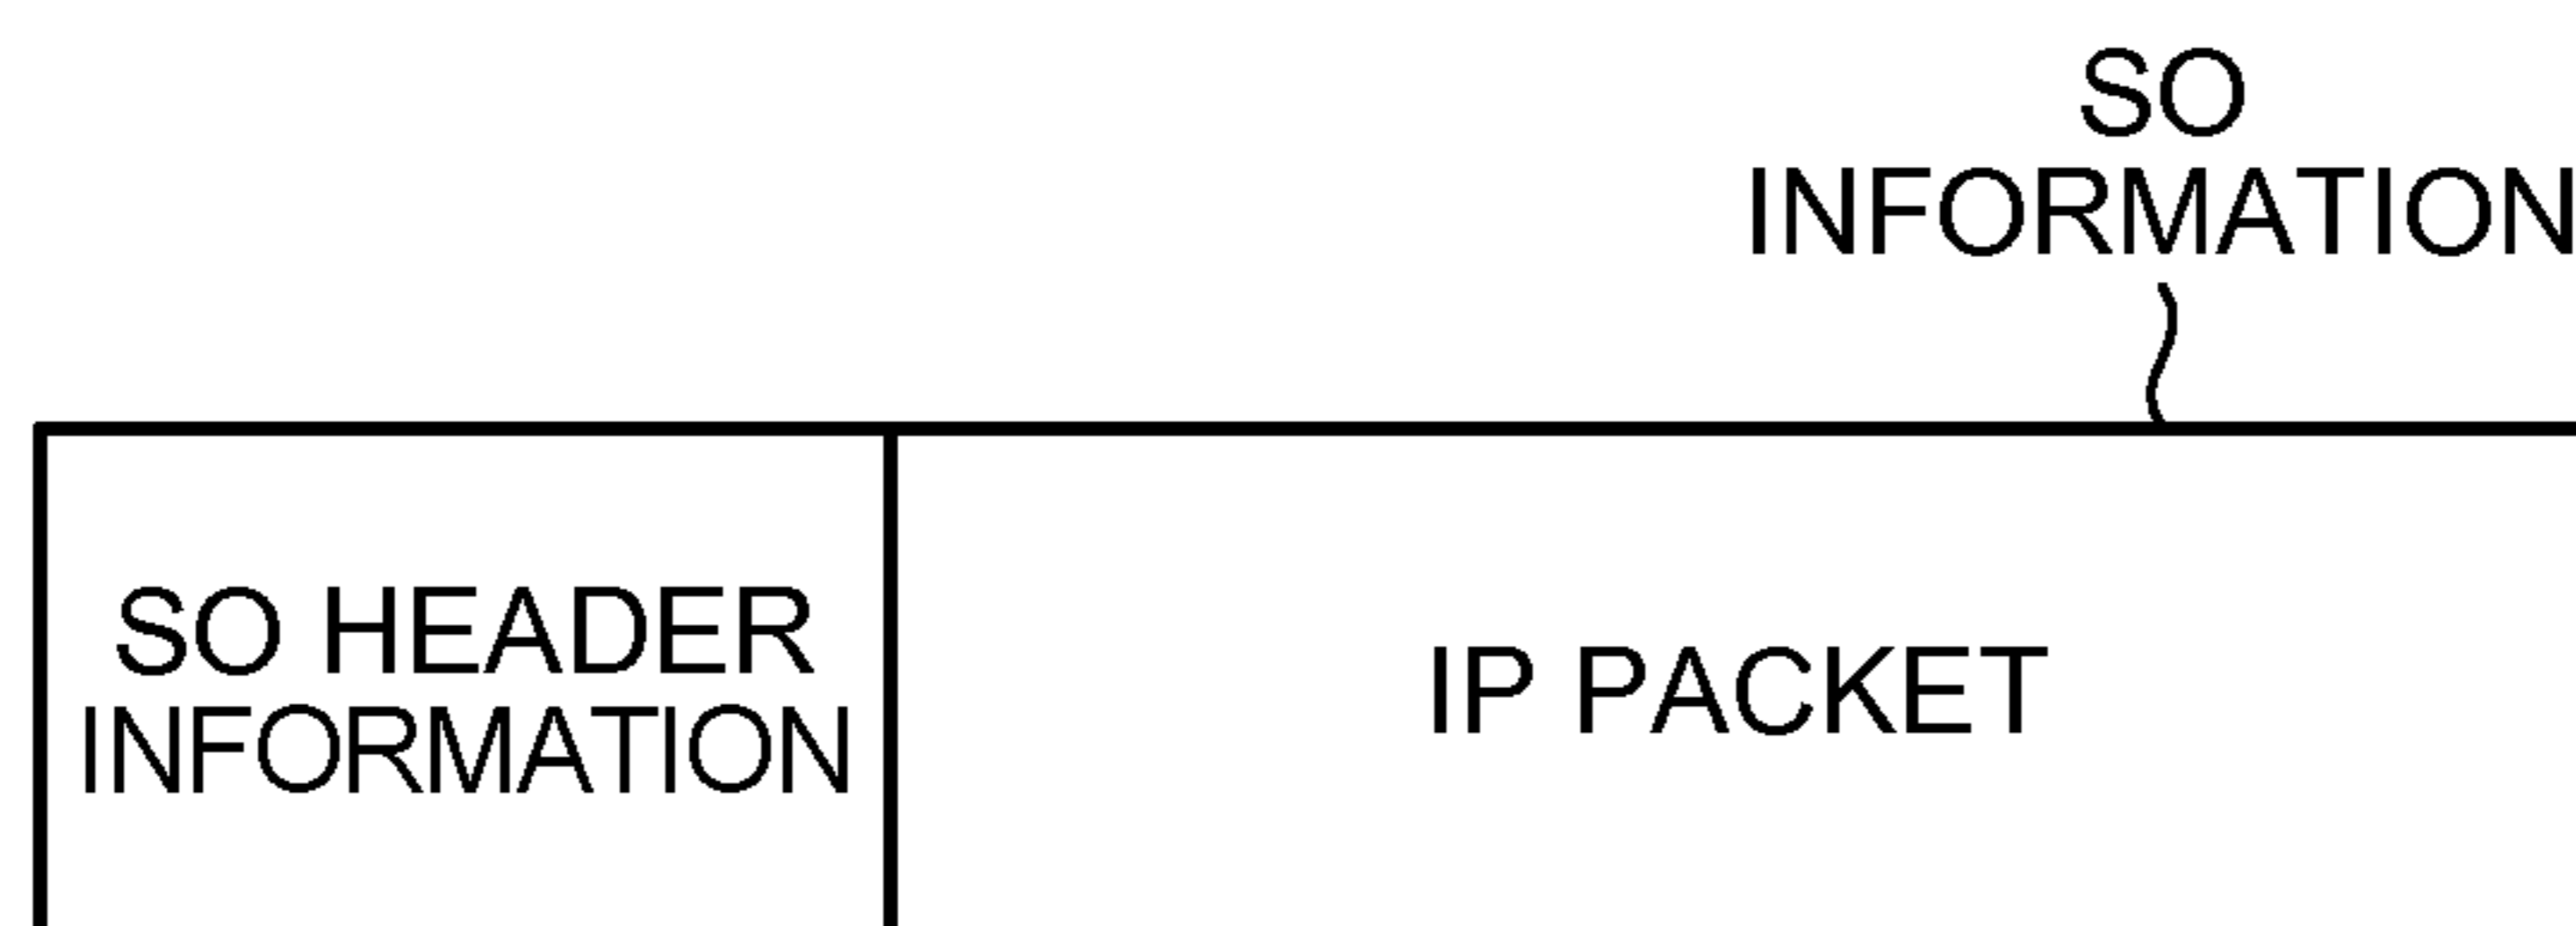 SO
INFORMATION
SO HEADER
INFORMATION
IP PACKET